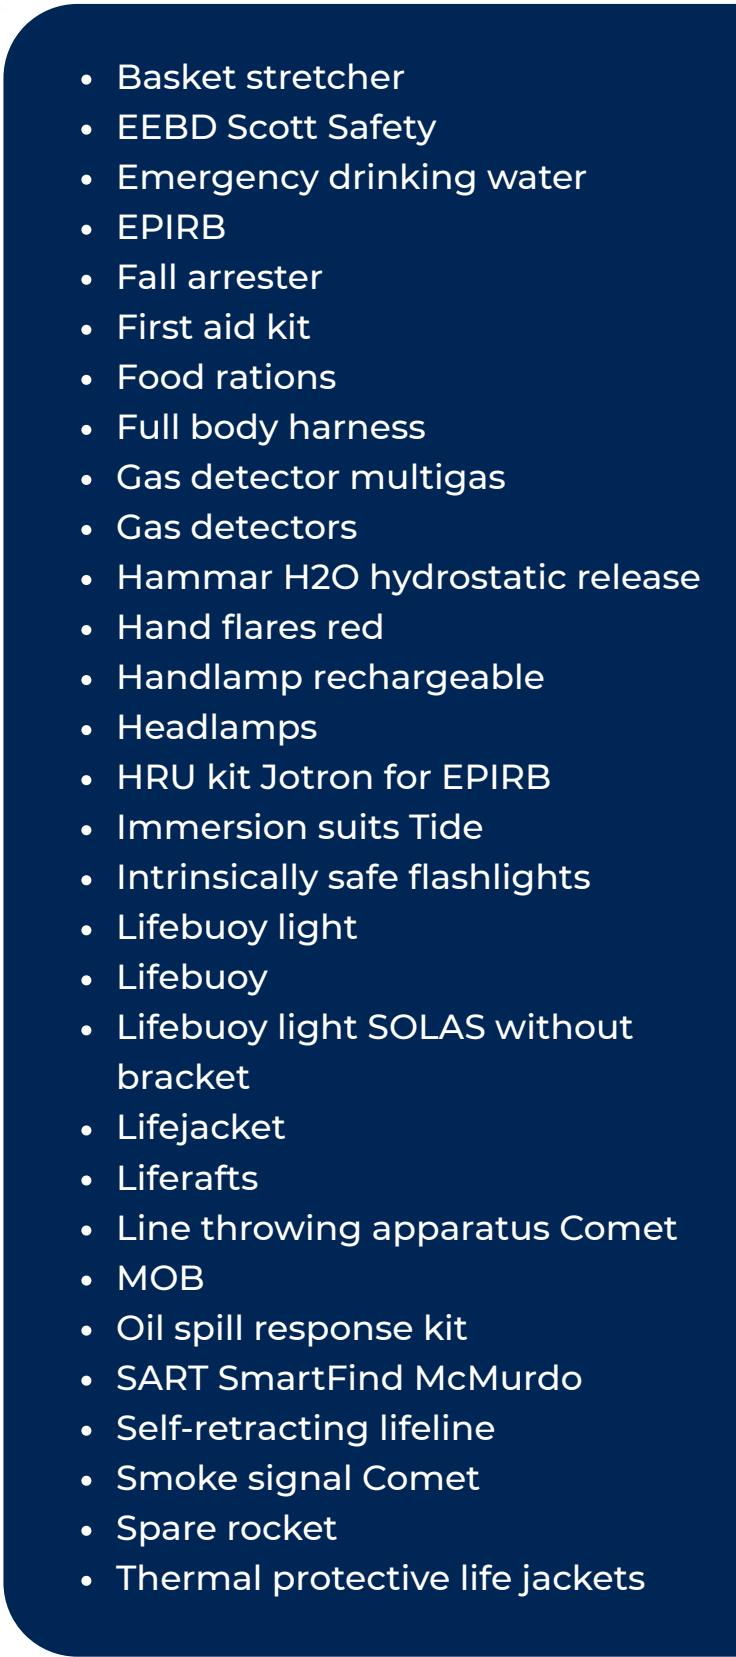 • Basket stretcher
• EEBD Scott Safety
• Emergency drinking water
• EPIRB
• Fall arrester
• First aid kit
• Food rations
• Full body harness
• Gas detector multigas
• Gas detectors
• Hammar H2O hydrostatic release
• Hand flares red
• Handlamp rechargeable
• Headlamps
• HRU kit Jotron for EPIRB
• Immersion suits Tide
• Intrinsically safe flashlights
• Lifebuoy light
• Lifebuoy
• Lifebuoy light SOLAS without
bracket
• Lifejacket
• Liferafts
• Line throwing apparatus Comet
• MOB
• Oil spill response kit
• SART SmartFind McMurdo
• Self-retracting lifeline
• Smoke signal Comet
• Spare rocket
• Thermal protective life jackets